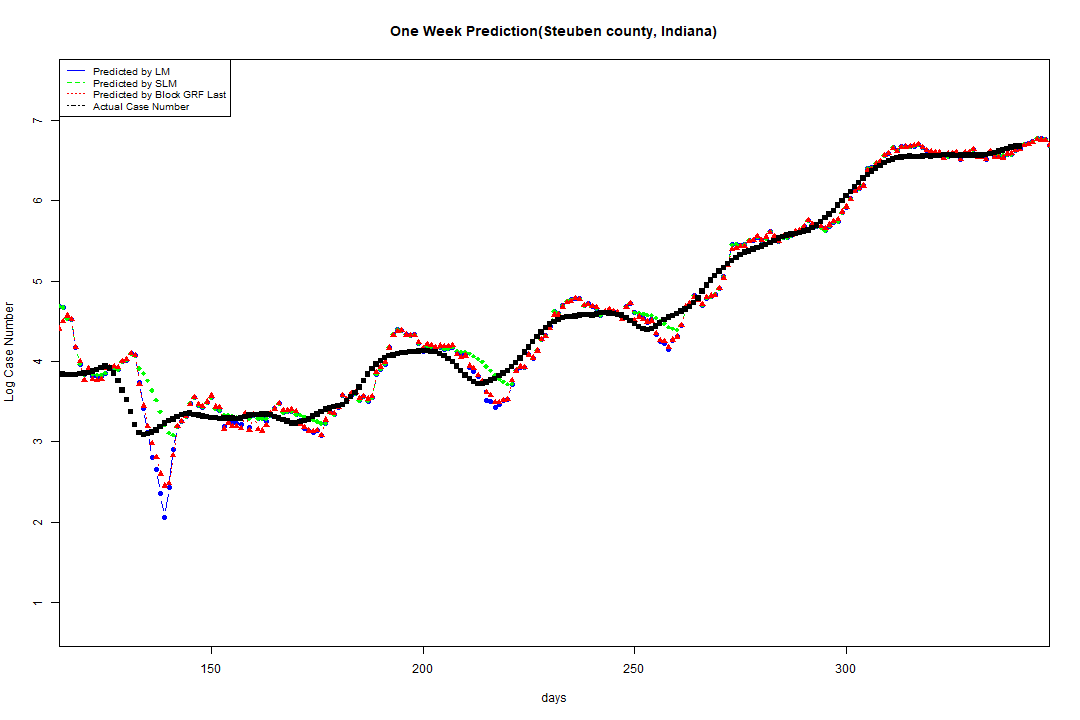 One Week Prediction(Steuben county, Indiana)
Predicted by LM
Predicted by SLM
Predicted by Block GRF Last
Actual Case Number
7
6
5
4
3
2
1
Log Case Number
150
200
250
300
days